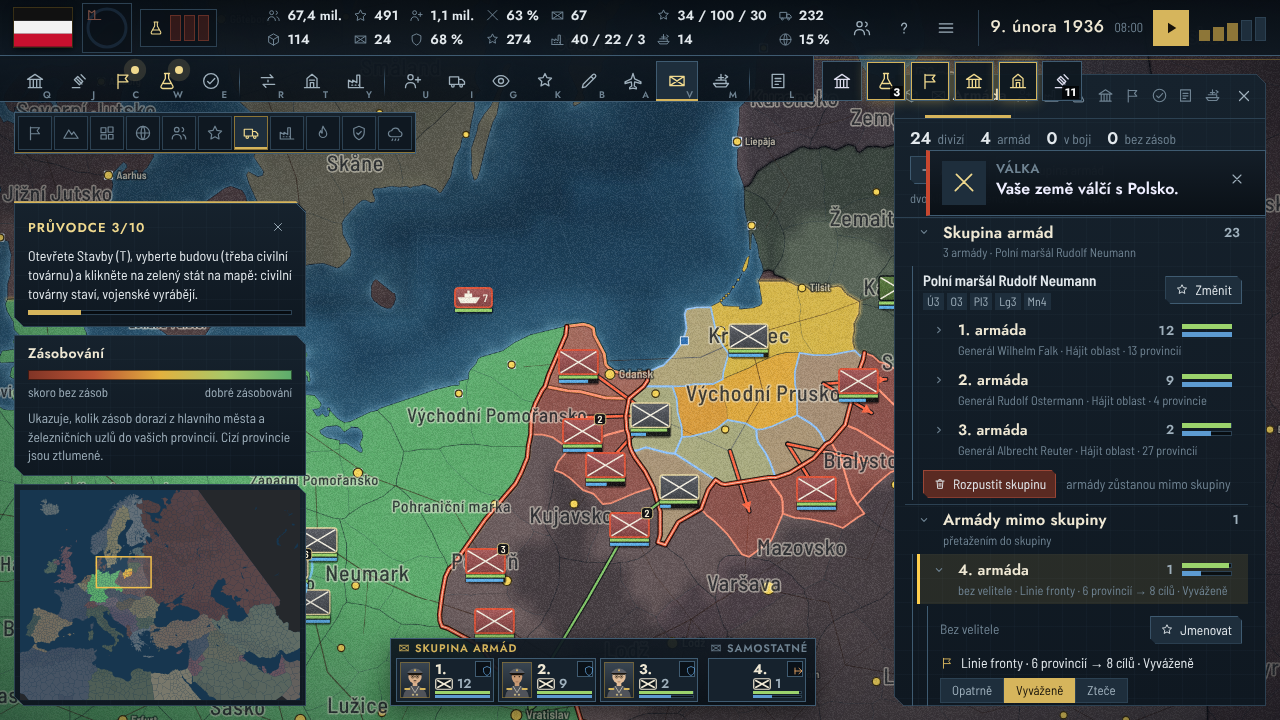 67,4 mil. 491 1,1 mil. 63 % 67 34 / 100 / 30 232
114 24 68 % 274 40 / 22 / 3 14 15 %
? 9. února 1936 08:00
Q J C W E R T Y U I G K B A V M L
3 11
24 divizí 4 armád 0 v boji 0 bez zásob
VÁLKA
Vaše země válčí s Polskem.
Skupina armád 23
3 armády · Polní maršál Rudolf Neumann
Polní maršál Rudolf Neumann
Změnit
Ú3 O3 Pl3 Lg3 Mn4
1. armáda 12
Generál Wilhelm Falk · Hájit oblast · 13 provincií
2. armáda 9
Generál Rudolf Ostermann · Hájit oblast · 4 provincie
3. armáda 2
Generál Albrecht Reuter · Hájit oblast · 27 provincií
Rozpustit skupinu armády zůstanou mimo skupiny
Armády mimo skupiny 1
přetažením do skupiny
4. armáda 1
bez velitele · Linie fronty · 6 provincií → 8 cílů · Vyváženě
Bez velitele Jmenovat
Linie fronty · 6 provincií → 8 cílů · Vyváženě
Opatrně Vyváženě Zteče
PRŮVODCE 3/10
Otevřete Stavby (T), vyberte budovu (třeba civilní
továrnu) a klikněte na zelený stát na mapě: civilní
továrny staví, vojenské vyrábějí.
Zásobování
skoro bez zásob dobré zásobování
Ukazuje, kolik zásob dorazí z hlavního města a
železničních uzlů do vašich provincií. Cizí provincie
jsou ztlumené.
Severní Jutsko
Aarhus
Jižní Jutsko
Skåne
Liepāja
Tilsit
7
Gdaňsk
Východní Prusko
Východní Pomořansko
2
Západní Pomořansko
Pohraniční marka
Kujavsko
2
3
Mazovsko
Varšava
Neumark
Lužice
Vratislav
Erfurt
SKUPINA ARMÁD SAMOSTATNÉ
1. 12
2. 9
3. 2
4. 1